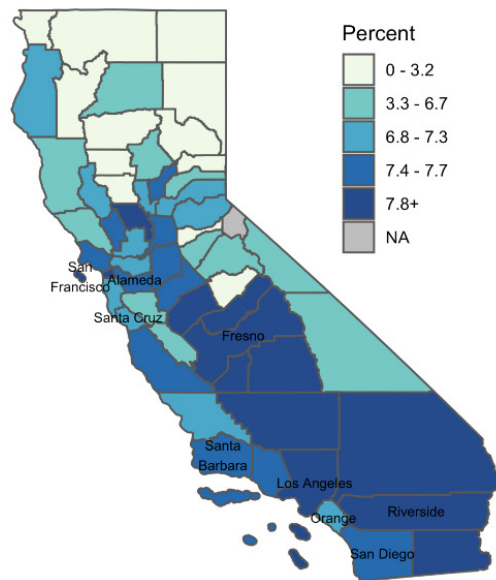 Percent
0 - 3.2
3.3 - 6.7
6.8 - 7.3
7.4 - 7.7
7.8+
NA
San
Francisco
Alameda
Santa Cruz
Fresno
Santa
Barbara
Los Angeles
Orange
Riverside
San Diego